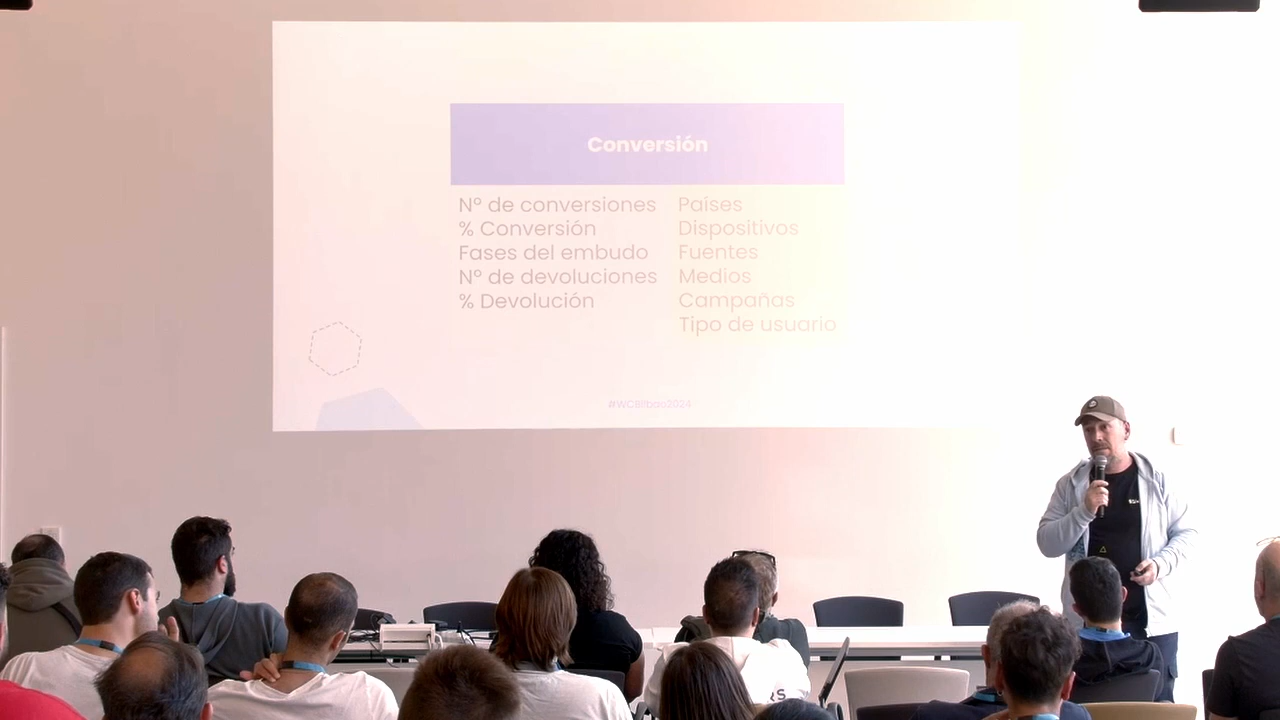 Conversión
Nº de conversiones
% Conversión
Fases del embudo
Nº de devoluciones
% Devolución
Países
Dispositivos
Fuentes
Medios
Campañas
Tipo de usuario
#WCBilbao2024